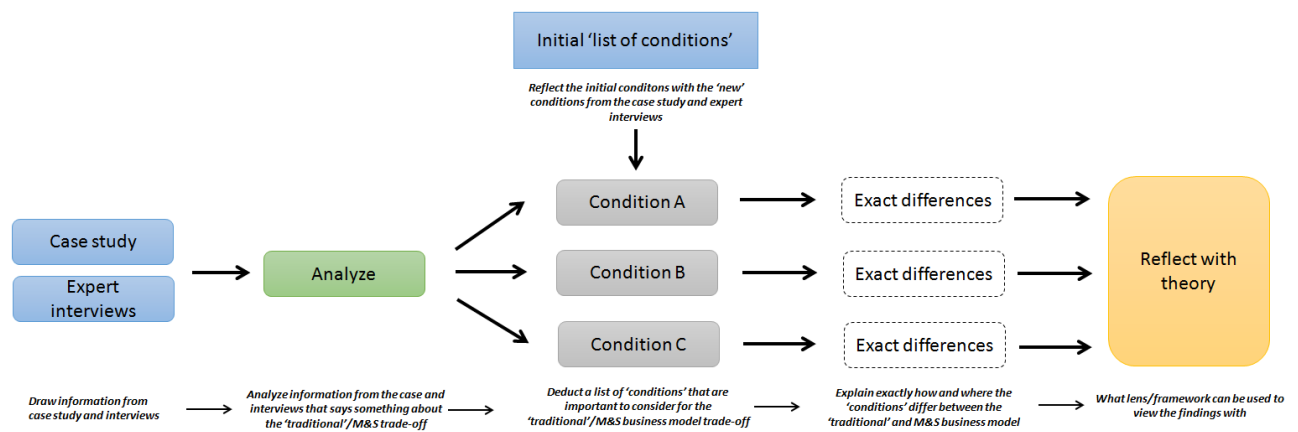 Initial ‘list of conditions’
Reflect the initial conditons with the ‘new’
conditions from the case study and expert
interviews
Case study
Expert
interviews
Analyze
Condition A
Condition B
Condition C
Exact differences
Exact differences
Exact differences
Reflect with
theory
Draw information from
case study and interviews
Analyze information from the case and
interviews that says something about
the ‘traditional’/M&S trade-off
Deduct a list of ‘conditions’ that are
important to consider for the
‘traditional’/M&S business model trade-off
Explain exactly how and where the
‘conditions’ differ between the
‘traditional’ and M&S business model
What lens/framework can be used to
view the findings with